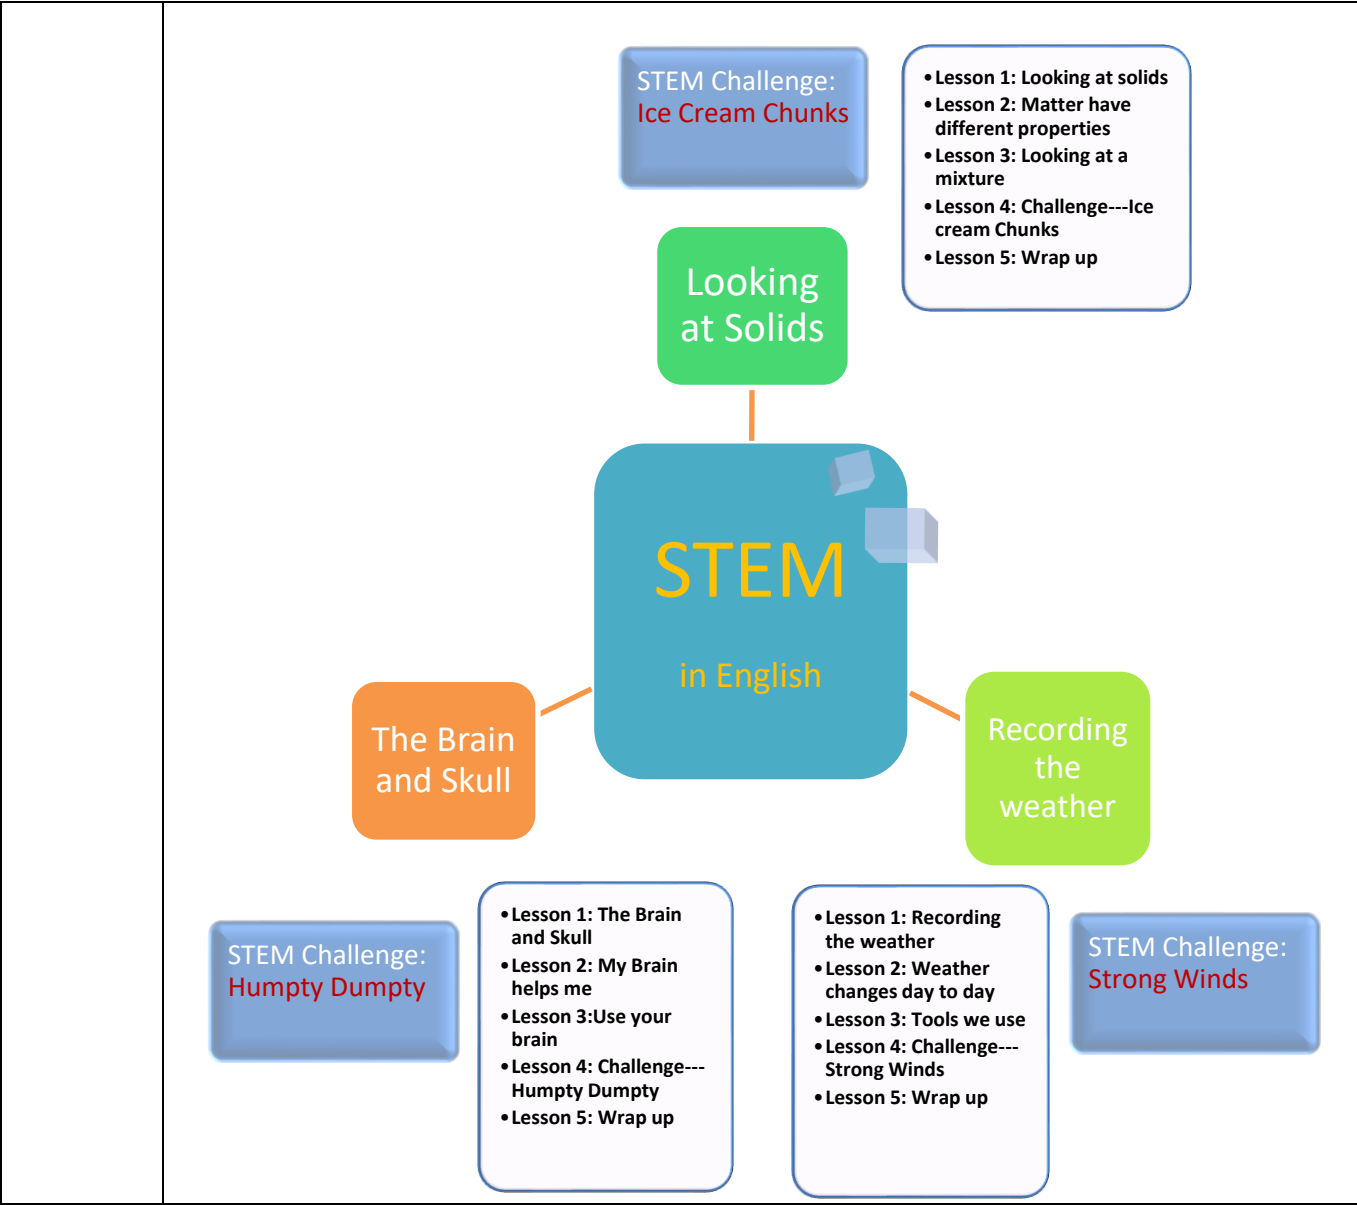 STEM Challenge:
Ice Cream Chunks
•Lesson 1: Looking at solids
•Lesson 2: Matter have
different properties
•Lesson 3: Looking at a
mixture
•Lesson 4: Challenge---Ice
cream Chunks
•Lesson 5: Wrap up
Looking
at Solids
STEM
in English
The Brain
and Skull
Recording
the
weather
STEM Challenge:
Humpty Dumpty
•Lesson 1: The Brain
and Skull
•Lesson 2: My Brain
helps me
•Lesson 3:Use your
brain
•Lesson 4: Challenge---
Humpty Dumpty
•Lesson 5: Wrap up
•Lesson 1: Recording
the weather
•Lesson 2: Weather
changes day to day
•Lesson 3: Tools we use
•Lesson 4: Challenge---
Strong Winds
•Lesson 5: Wrap up
STEM Challenge:
Strong Winds